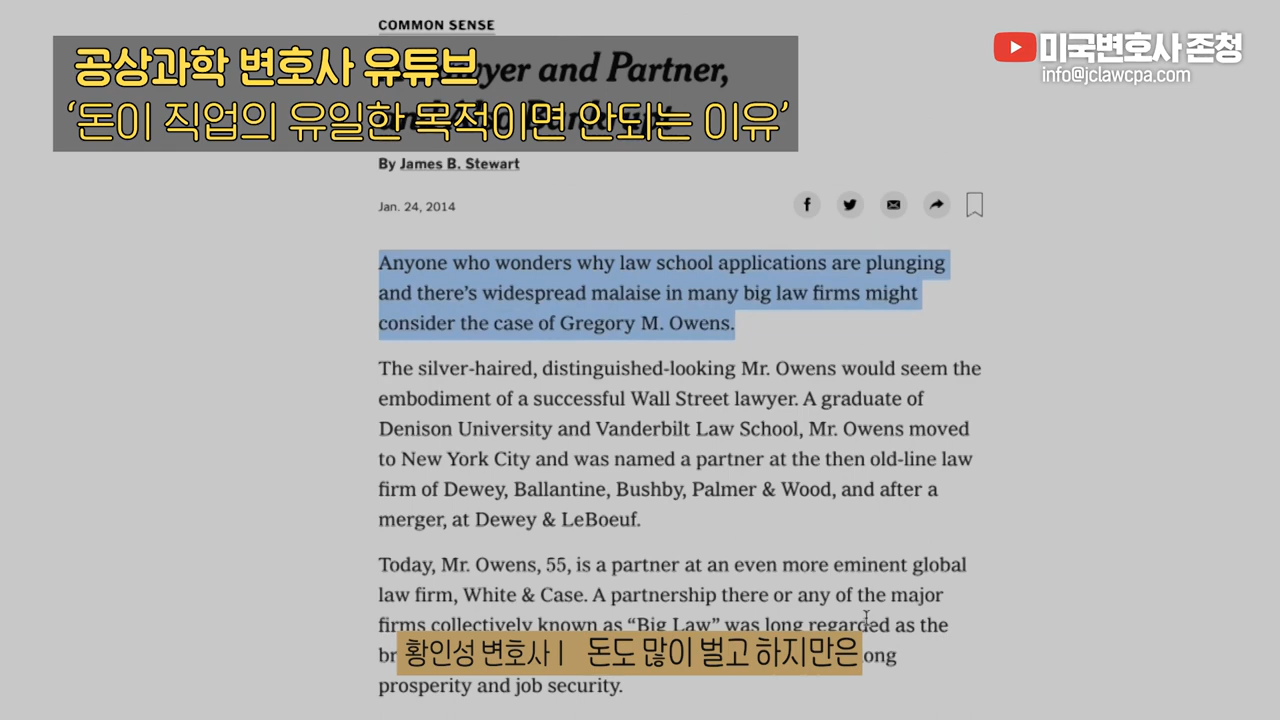 COMMON SENSE
공상과학 변호사 유튜브
yer and Partner,
‘돈이 직업의 유일한 목적이면 안되는 이유’
미국변호사 존청
info@jclawcpa.com
By James B. Stewart
Jan. 24, 2014
Anyone who wonders why law school applications are plunging
and there’s widespread malaise in many big law firms might
consider the case of Gregory M. Owens.
The silver-haired, distinguished-looking Mr. Owens would seem the
embodiment of a successful Wall Street lawyer. A graduate of
Denison University and Vanderbilt Law School, Mr. Owens moved
to New York City and was named a partner at the then old-line law
firm of Dewey, Ballantine, Bushby, Palmer & Wood, and after a
merger, at Dewey & LeBoeuf.
Today, Mr. Owens, 55, is a partner at an even more eminent global
law firm, White & Case. A partnership there or any of the major
firms collectively known as “Big Law” was long regarded as the
br
황인성 변호사ㅣ 돈도 많이 벌고 하지만은
ong
prosperity and job security.